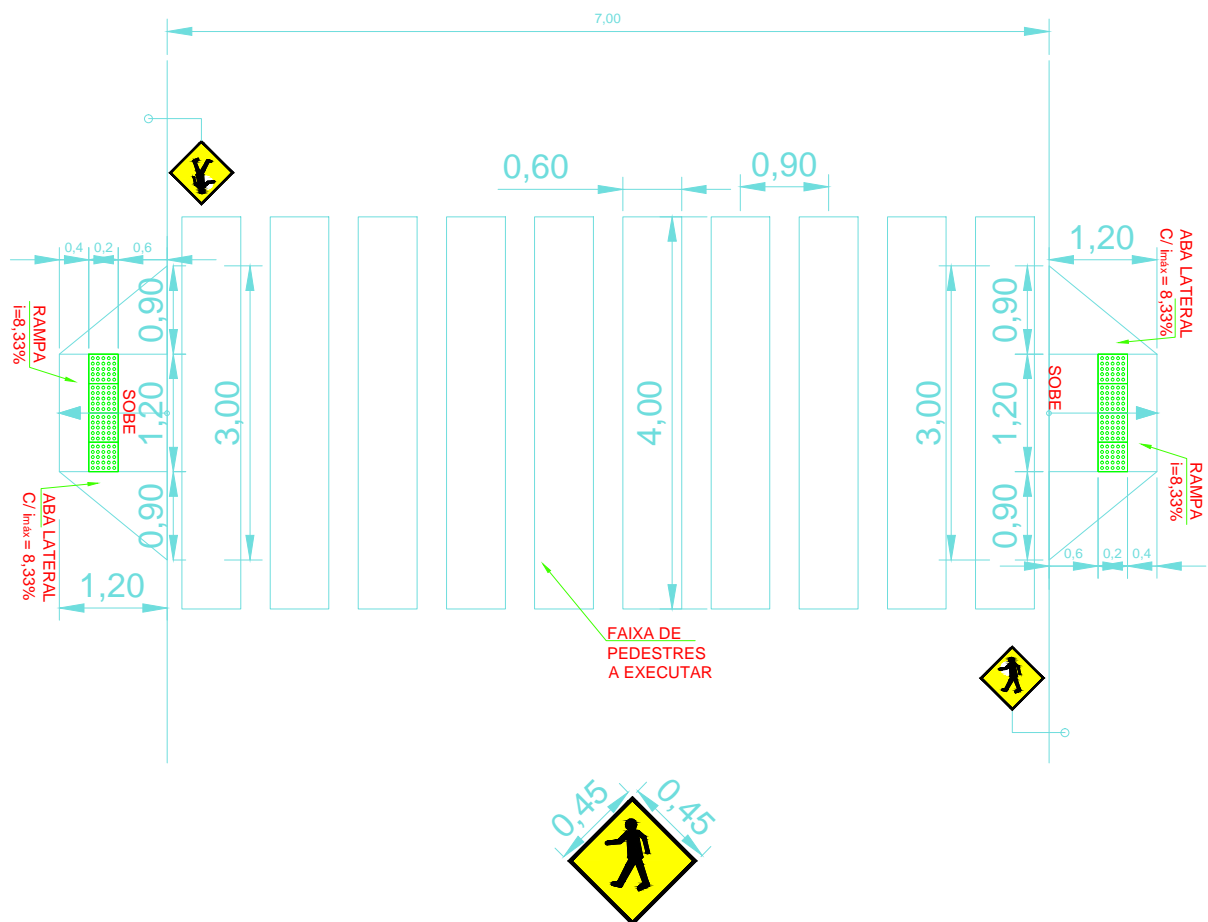 7,00
0,60
0,90
0,4
0,2
0,6
1,20
ABA LATERAL
C/ imáx = 8,33%
RAMPA
i=8,33%
0,90
0,90
SOBE
SOBE
1,20
3,00
4,00
3,00
1,20
RAMPA
i=8,33%
ABA LATERAL
C/ imáx = 8,33%
0,90
0,90
0,6
0,2
0,4
1,20
FAIXA DE
PEDESTRES
A EXECUTAR
0,45
0,45